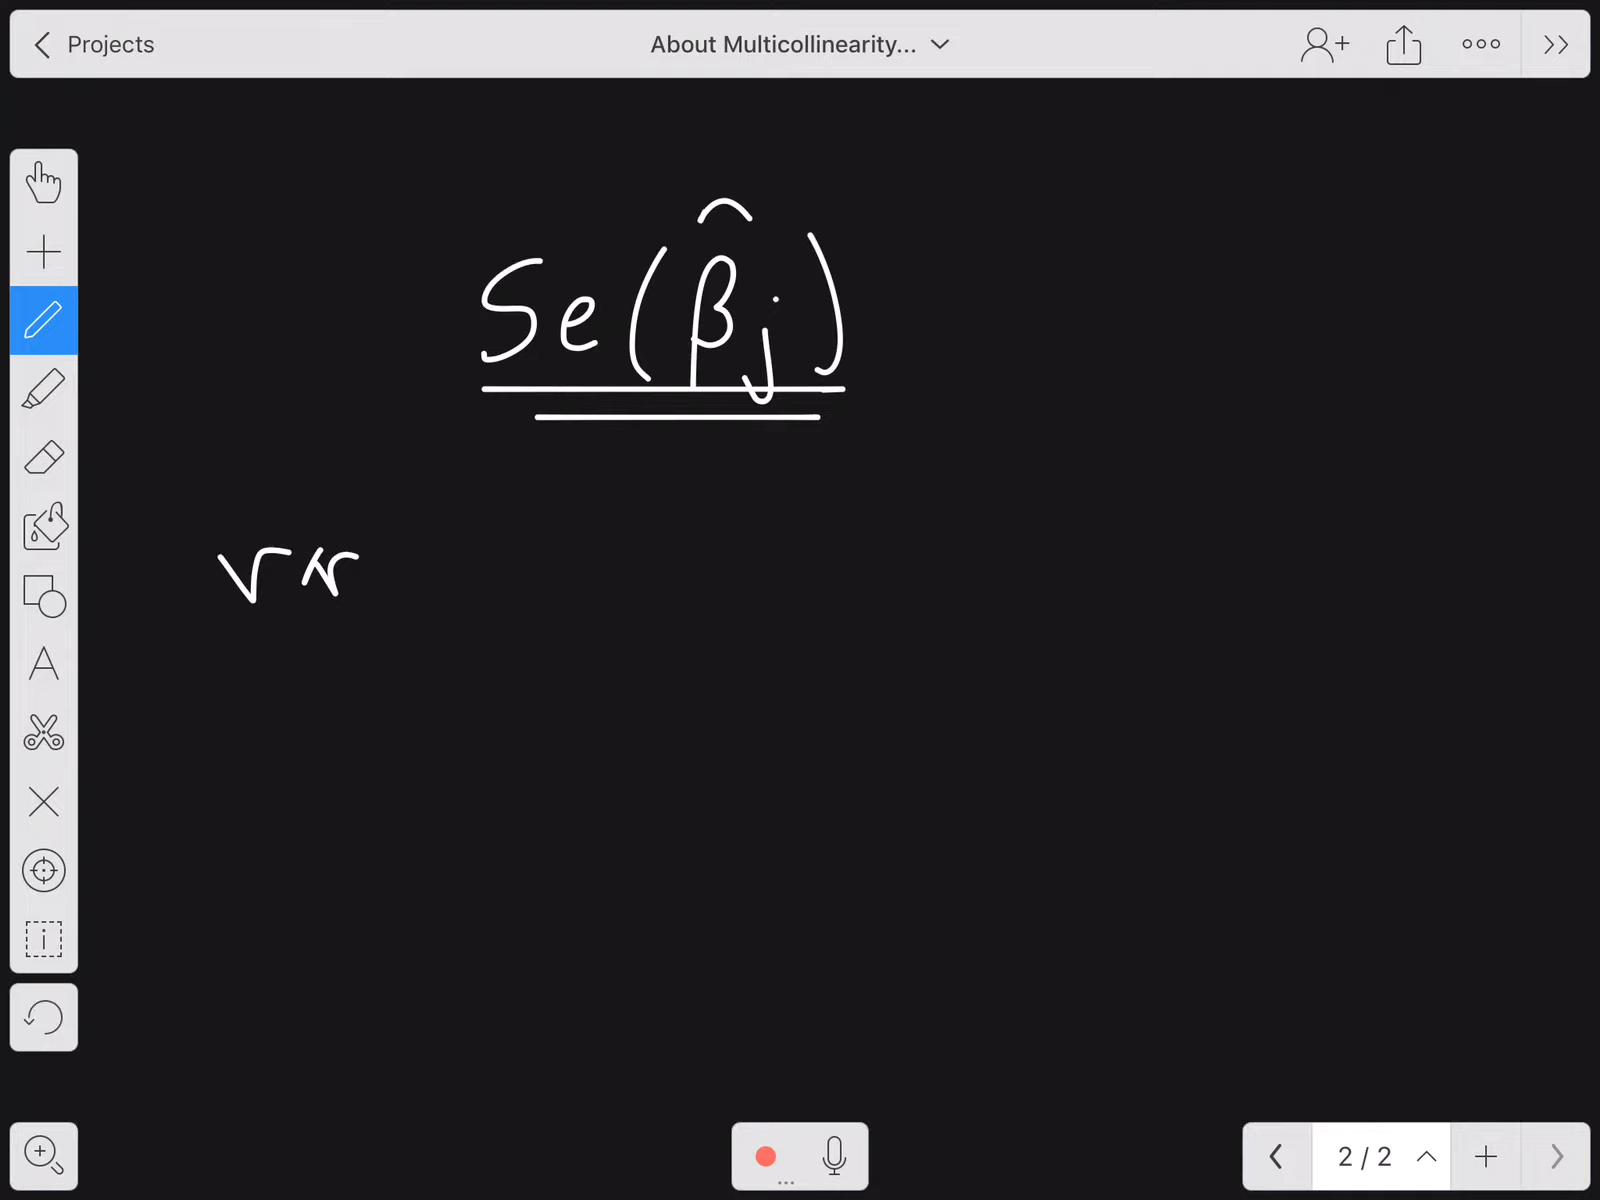 Projects
About Multicollinearity...
Se(β̂j)
2 / 2